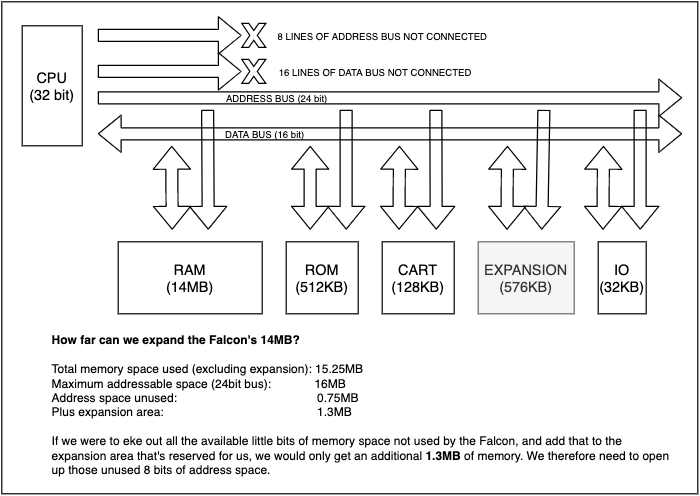 CPU
(32 bit)
8 LINES OF ADDRESS BUS NOT CONNECTED
16 LINES OF DATA BUS NOT CONNECTED
ADDRESS BUS (24 bit)
DATA BUS (16 bit)
RAM
(14MB)
ROM
(512KB)
CART
(128KB)
EXPANSION
(576KB)
IO
(32KB)
How far can we expand the Falcon's 14MB?
Total memory space used (excluding expansion): 15.25MB
Maximum addressable space (24bit bus): 16MB
Address space unused: 0.75MB
Plus expansion area: 1.3MB
If we were to eke out all the available little bits of memory space not used by the Falcon, and add that to the
expansion area that's reserved for us, we would only get an additional 1.3MB of memory. We therefore need to open
up those unused 8 bits of address space.